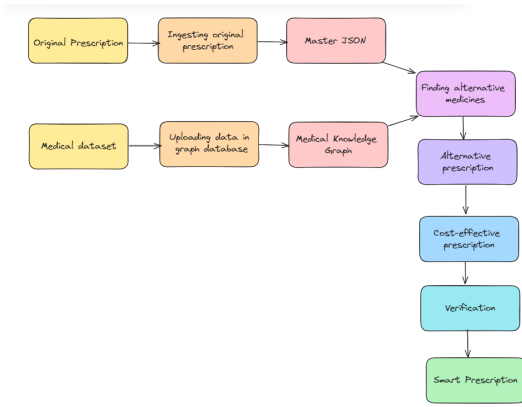 Original Prescription
Ingesting original
prescription
Master JSON
Finding alternative
medicines
Medical dataset
Uploading data in
graph database
Medical Knowledge
Graph
Alternative
prescription
Cost-effective
prescription
Verification
Smart Prescription